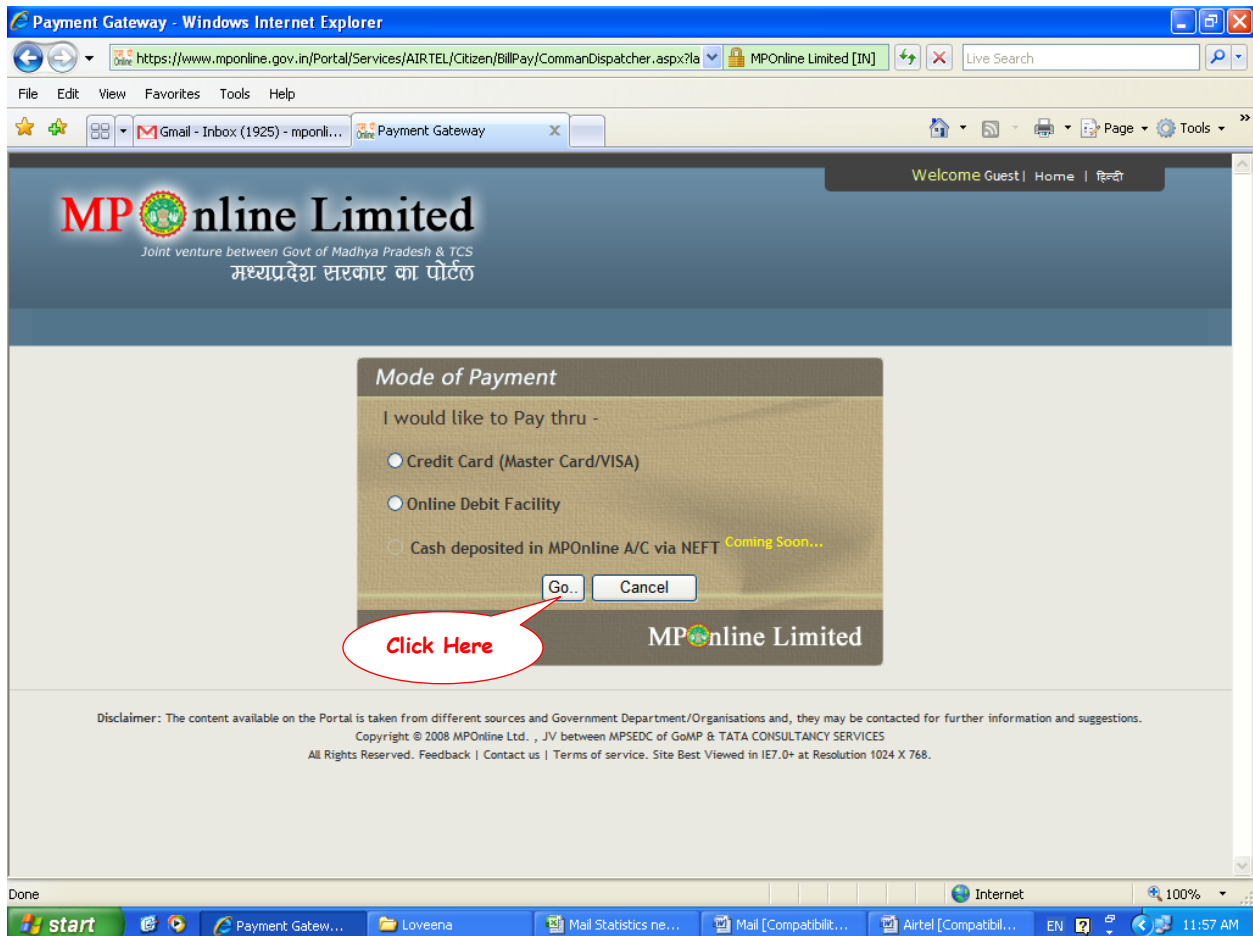 Payment Gateway - Windows Internet Explorer
https://www.mponline.gov.in/Portal/Services/AIRTEL/Citizen/BillPay/CommanDispatcher.aspx?la MPOnline Limited [IN] Live Search
File Edit View Favorites Tools Help
Gmail - Inbox (1925) - mponli... Payment Gateway Page Tools
Welcome Guest | Home | हिन्दी
MPOnline Limited
Joint venture between Govt of Madhya Pradesh & TCS
मध्यप्रदेश सरकार का पोर्टल
Mode of Payment
I would like to Pay thru -
Credit Card (Master Card/VISA)
Online Debit Facility
Cash deposited in MPOnline A/C via NEFT Coming Soon...
Go.. Cancel
Click Here
MPOnline Limited
Disclaimer: The content available on the Portal is taken from different sources and Government Department/Organisations and, they may be contacted for further information and suggestions.
Copyright © 2008 MPOnline Ltd. , JV between MPSEDC of GoMP & TATA CONSULTANCY SERVICES
All Rights Reserved. Feedback | Contact us | Terms of service. Site Best Viewed in IE7.0+ at Resolution 1024 X 768.
Done Internet 100%
start Payment Gatew... Loveena Mail Statistics ne... Mail [Compatibilit... Airtel [Compatibil... EN 11:57 AM